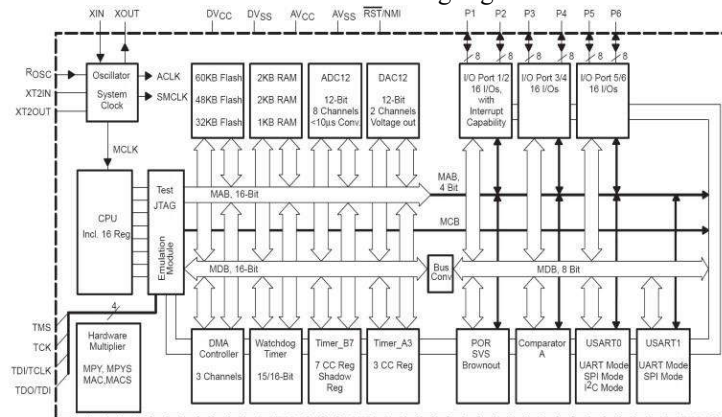 XIN XOUT DVCC DVSS AVCC AVSS RST/NMI P1 P2 P3 P4 P5 P6
8 8 8 8 8 8
ROSC
XT2IN
XT2OUT
Oscillator
System
Clock
ACLK
SMCLK
MCLK
60KB Flash
48KB Flash
32KB Flash
2KB RAM
2KB RAM
1KB RAM
ADC12
12-Bit
8 Channels
<10µs Conv.
DAC12
12-Bit
2 Channels
Voltage out
I/O Port 1/2
16 I/Os,
with
Interrupt
Capability
I/O Port 3/4
16 I/Os
I/O Port 5/6
16 I/Os
CPU
Incl. 16 Reg
Test
JTAG
Emulation
Module
MAB, 16-Bit
MAB,
4 Bit
MCB
MDB, 16-Bit
Bus
Conv
MDB, 8 Bit
4
TMS
TCK
TDI/TCLK
TDO/TDI
Hardware
Multiplier
MPY, MPYS
MAC,MACS
DMA
Controller
3 Channels
Watchdog
Timer
15/16-Bit
Timer_B7
7 CC Reg
Shadow
Reg
Timer_A3
3 CC Reg
POR
SVS
Brownout
Comparator
A
USART0
UART Mode
SPI Mode
I2C Mode
USART1
UART Mode
SPI Mode